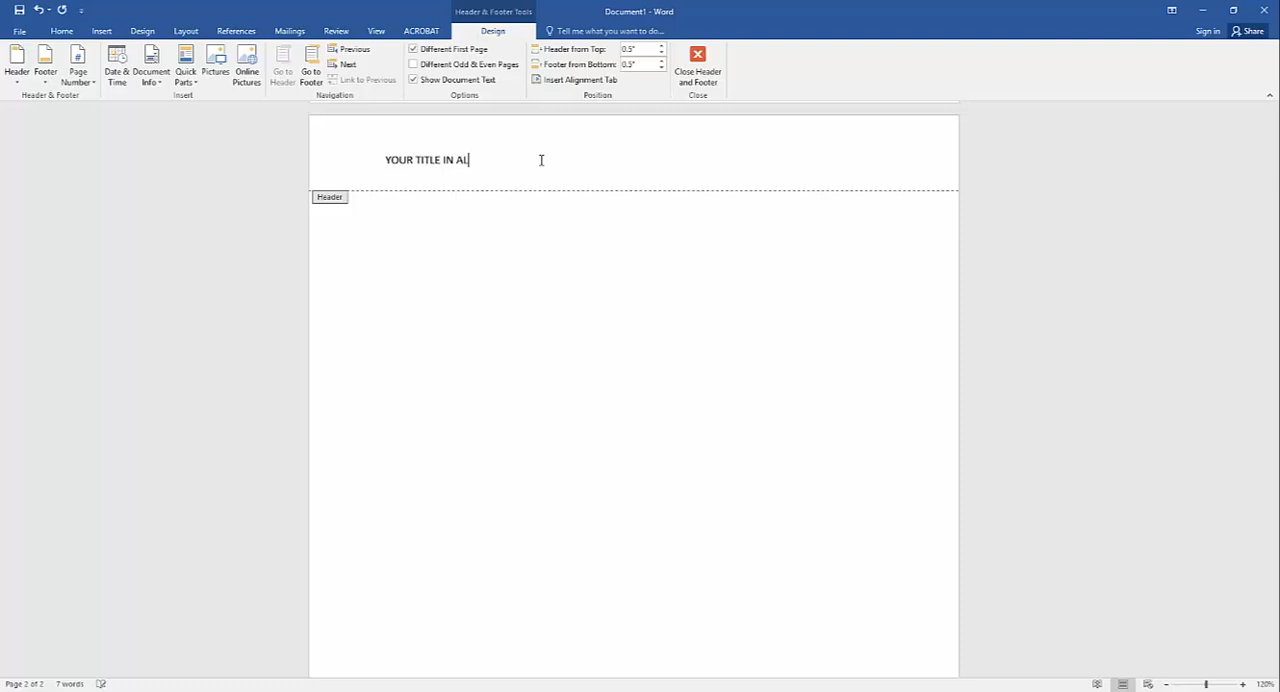 Header & Footer Tools
Document1 - Word
File Home Insert Design Layout References Mailings Review View ACROBAT Design Tell me what you want to do... Sign in Share
Header
Footer
Page Number
Header & Footer
Date & Time
Document Info
Quick Parts
Pictures
Online Pictures
Insert
Go to Header
Go to Footer
Previous
Next
Link to Previous
Navigation
Different First Page
Different Odd & Even Pages
Show Document Text
Options
Header from Top: 0.5"
Footer from Bottom: 0.5"
Insert Alignment Tab
Position
Close Header and Footer
Close
YOUR TITLE IN AL
Header
Page 2 of 2 7 words
120%